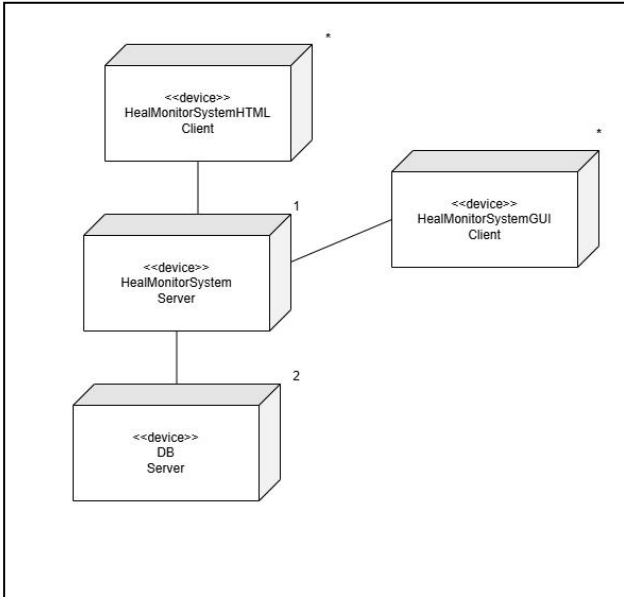 *
<<device>>
HealMonitorSystemHTML
Client
*
<<device>>
HealMonitorSystemGUI
Client
1
<<device>>
HealMonitorSystem
Server
2
<<device>>
DB
Server